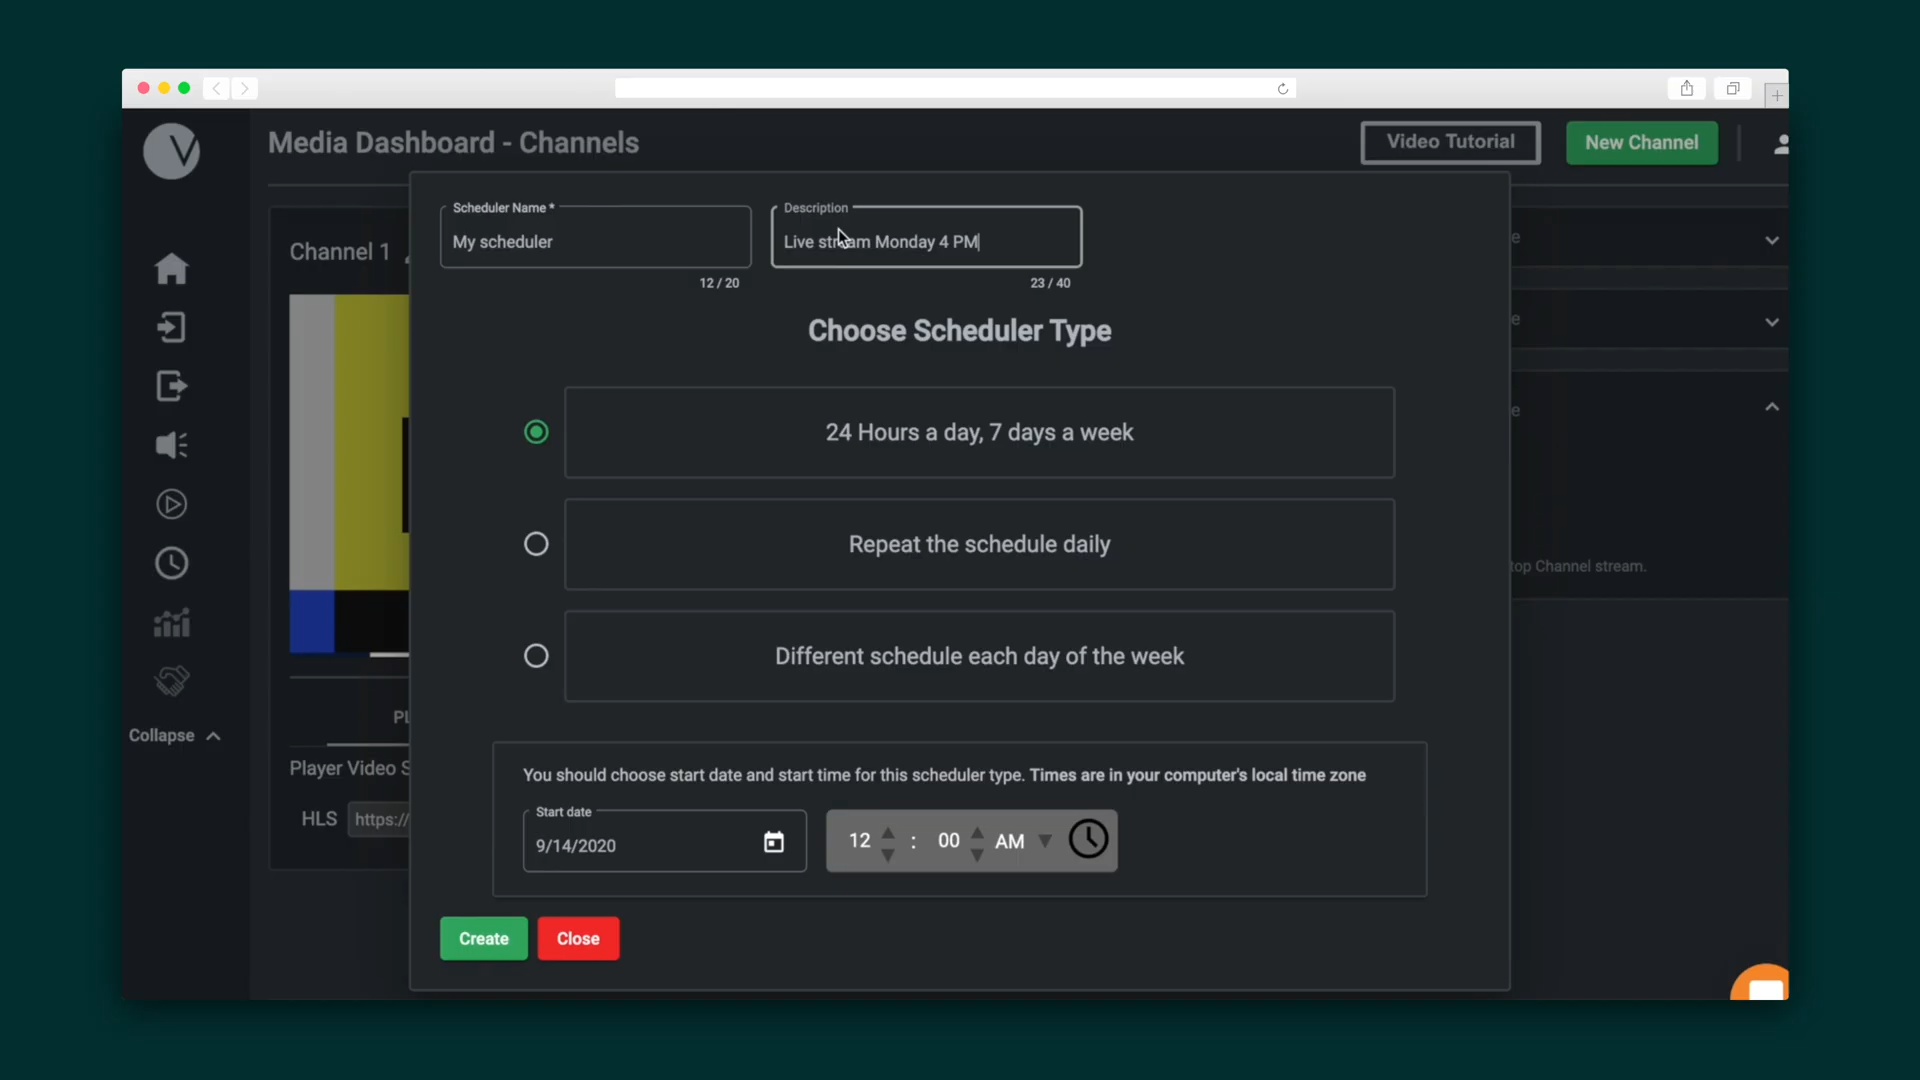 V
Media Dashboard - Channels
Video Tutorial
New Channel
Scheduler Name *
My scheduler
12 / 20
Description
Live stream Monday 4 PM
23 / 40
Channel 1
Choose Scheduler Type
24 Hours a day, 7 days a week
Repeat the schedule daily
Different schedule each day of the week
top Channel stream.
Collapse
Player Video S
HLS
https://
You should choose start date and start time for this scheduler type. Times are in your computer's local time zone
Start date
9/14/2020
12 : 00 AM
Create
Close